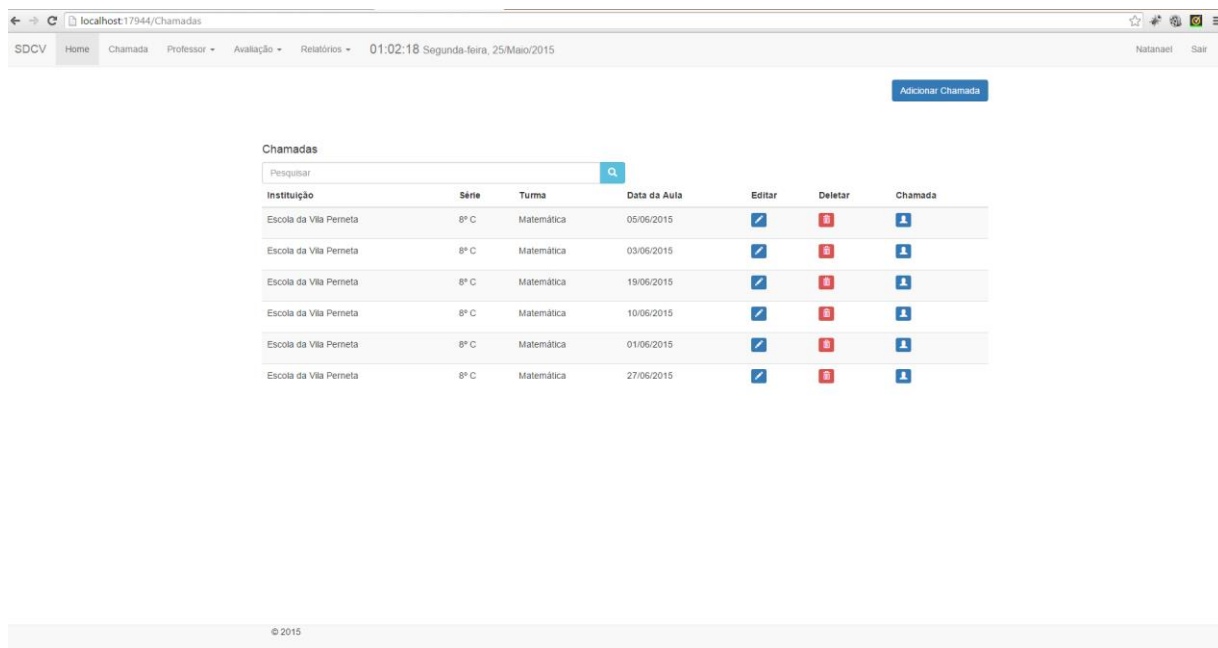 localhost:17944/Chamadas
SDCV Home Chamada Professor Avaliação Relatórios 01:02:18 Segunda-feira, 25/Maio/2015 Natanael Sair
Adicionar Chamada
Chamadas
Pesquisar
Instituição Série Turma Data da Aula Editar Deletar Chamada
Escola da Vila Perneta 8º C Matemática 05/06/2015
Escola da Vila Perneta 8º C Matemática 03/06/2015
Escola da Vila Perneta 8º C Matemática 19/06/2015
Escola da Vila Perneta 8º C Matemática 10/06/2015
Escola da Vila Perneta 8º C Matemática 01/06/2015
Escola da Vila Perneta 8º C Matemática 27/06/2015
© 2015